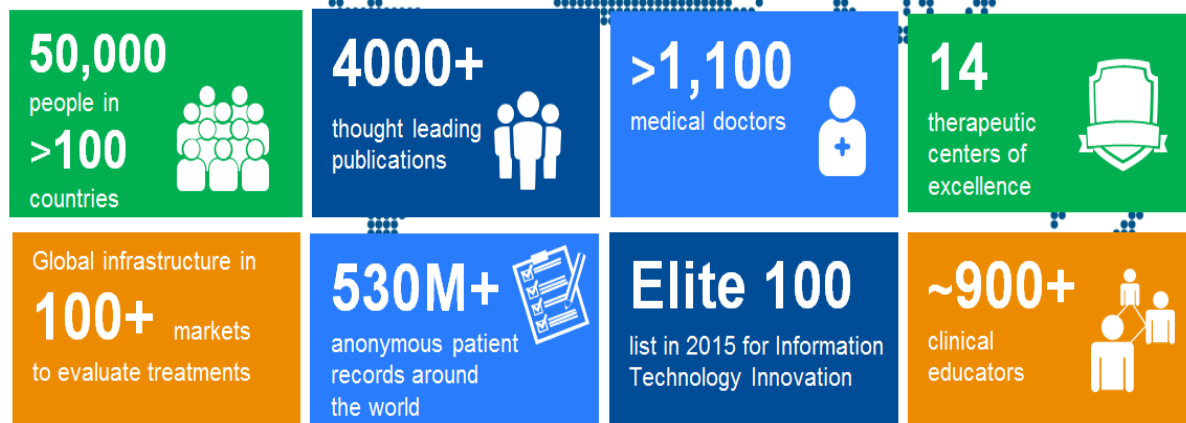 50,000
people in
>100
countries
4000+
thought leading
publications
>1,100
medical doctors
14
therapeutic
centers of
excellence
Global infrastructure in
100+ markets
to evaluate treatments
530M+
anonymous patient
records around
the world
Elite 100
list in 2015 for Information
Technology Innovation
~900+
clinical
educators